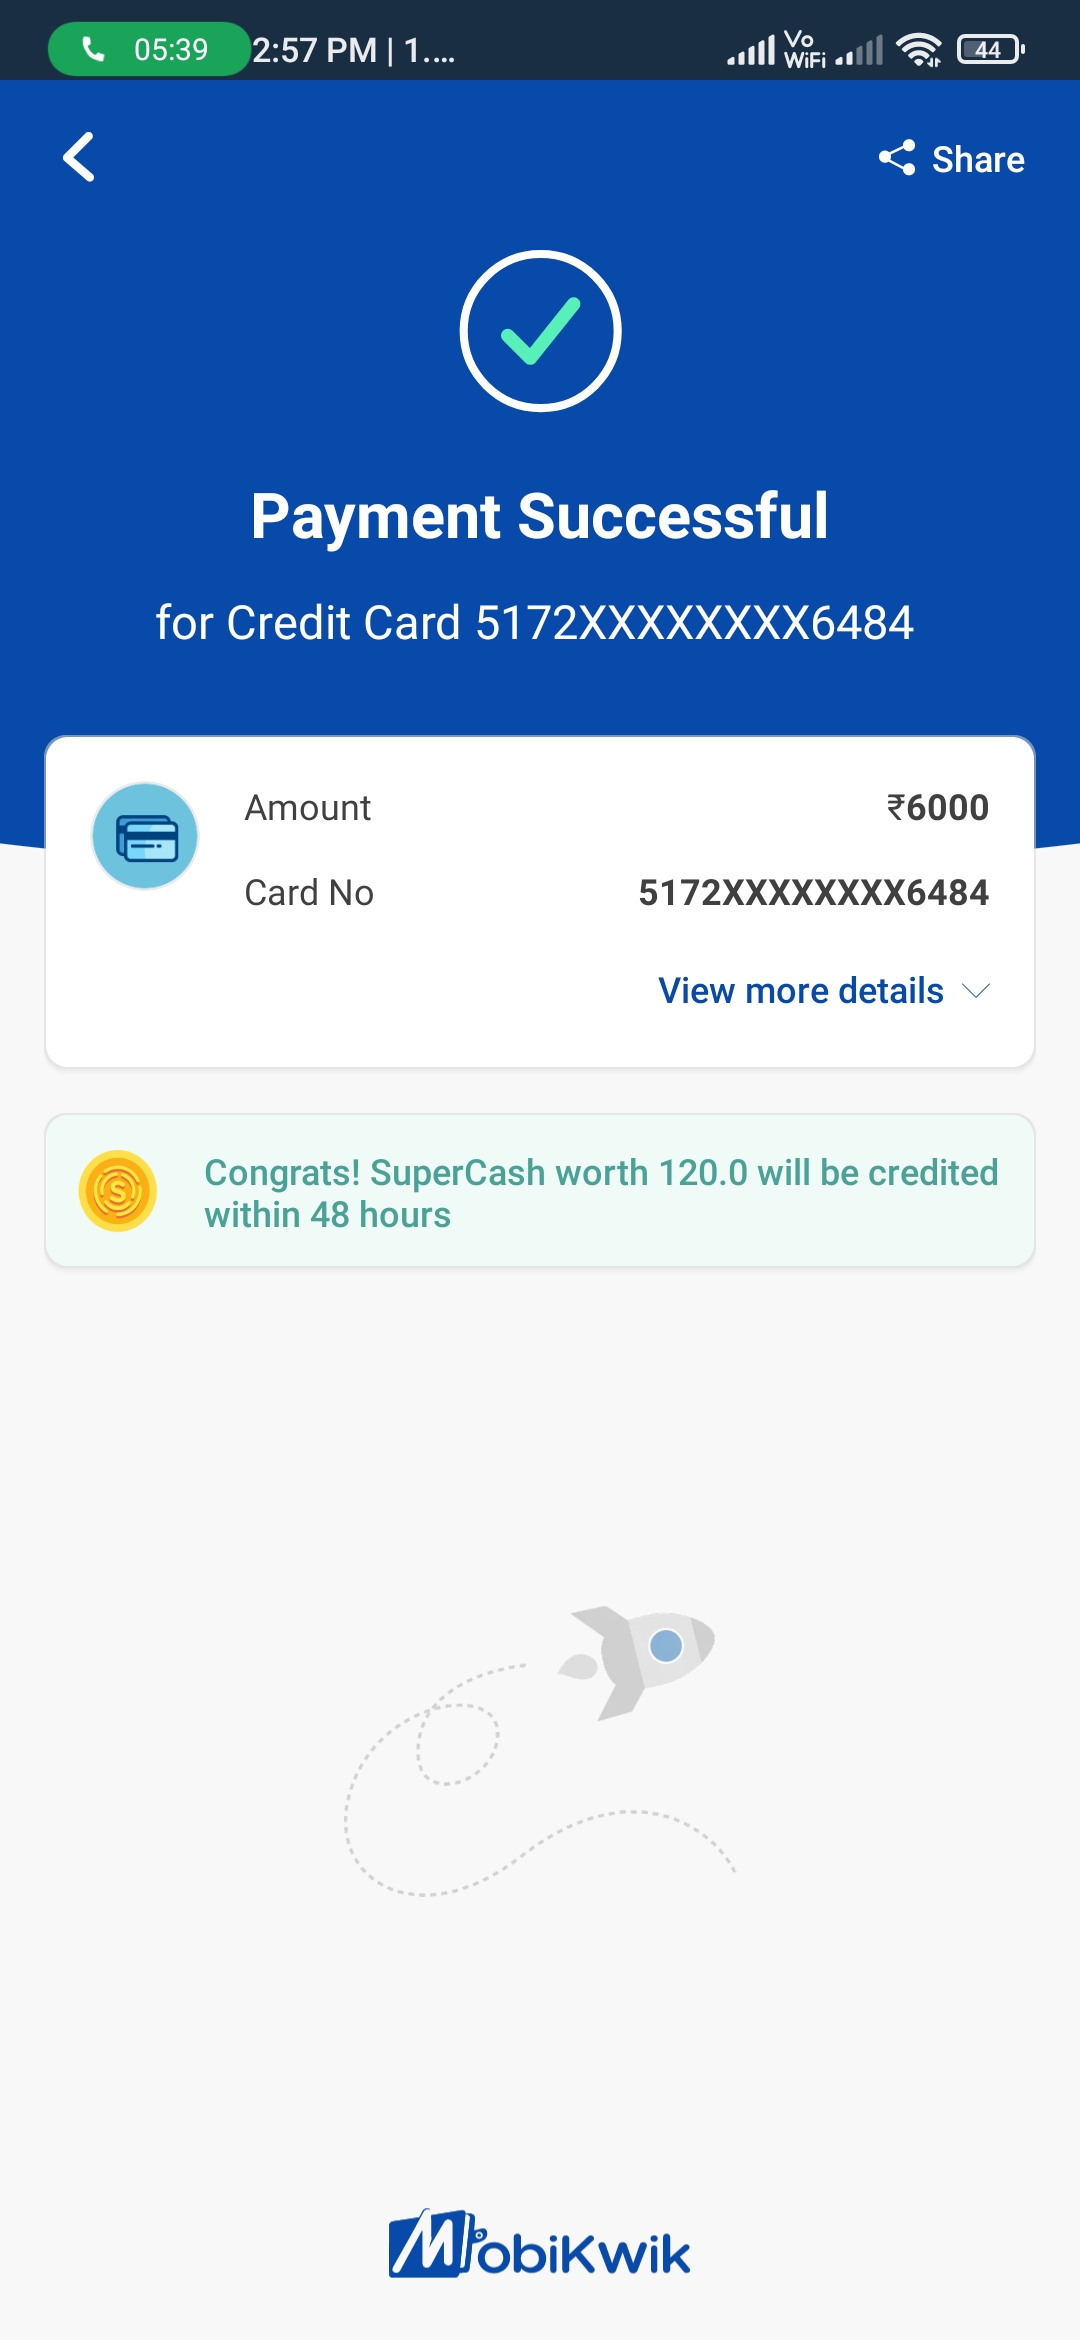 05:39 2:57 PM | 1....
Vo
WiFi
44
Share
Payment Successful
for Credit Card 5172XXXXXXXX6484
Amount ₹6000
Card No 5172XXXXXXXX6484
View more details
Congrats! SuperCash worth 120.0 will be credited
within 48 hours
MobiKwik